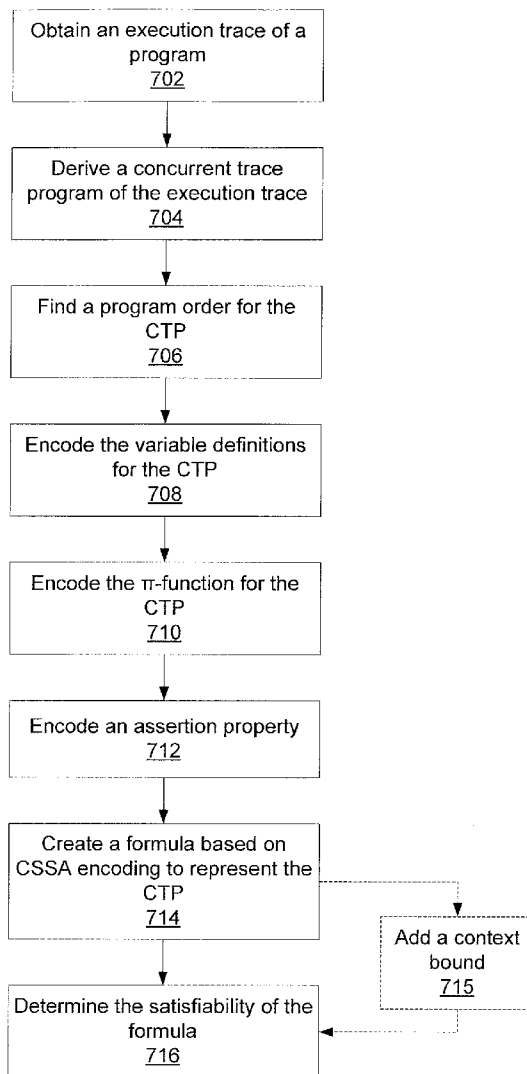 Obtain an execution trace of a
program
702
Derive a concurrent trace
program of the execution trace
704
Find a program order for the
CTP
706
Encode the variable definitions
for the CTP
708
Encode the π-function for the
CTP
710
Encode an assertion property
712
Create a formula based on
CSSA encoding to represent the
CTP
714
Add a context
bound
715
Determine the satisfiability of the
formula
716